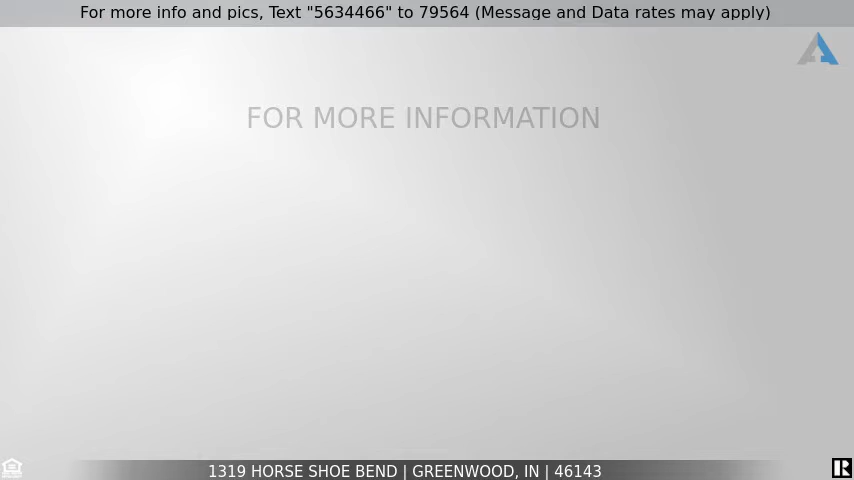 For more info and pics, Text "5634466" to 79564 (Message and Data rates may apply)
FOR MORE INFORMATION
1319 HORSE SHOE BEND | GREENWOOD, IN | 46143